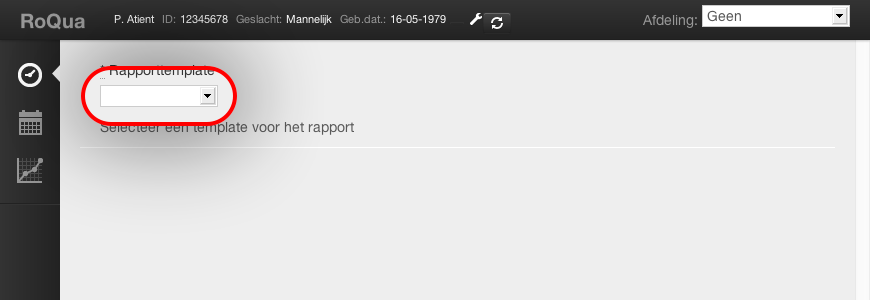 RoQua P. Atient ID: 12345678 Geslacht: Mannelijk Geb.dat.: 16-05-1979 Afdeling: Geen
* Rapporttemplate
Selecteer een template voor het rapport